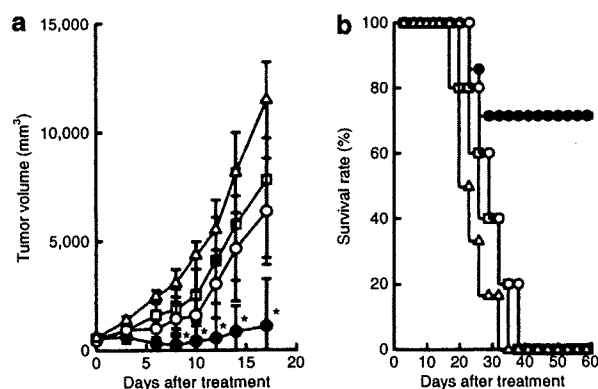 a
15,000
10,000
5,000
0
Tumor volume (mm³)
* * * * *
0 5 10 15 20
Days after treatment
b
100
80
60
40
20
0
Survival rate (%)
0 10 20 30 40 50 60
Days after treatment